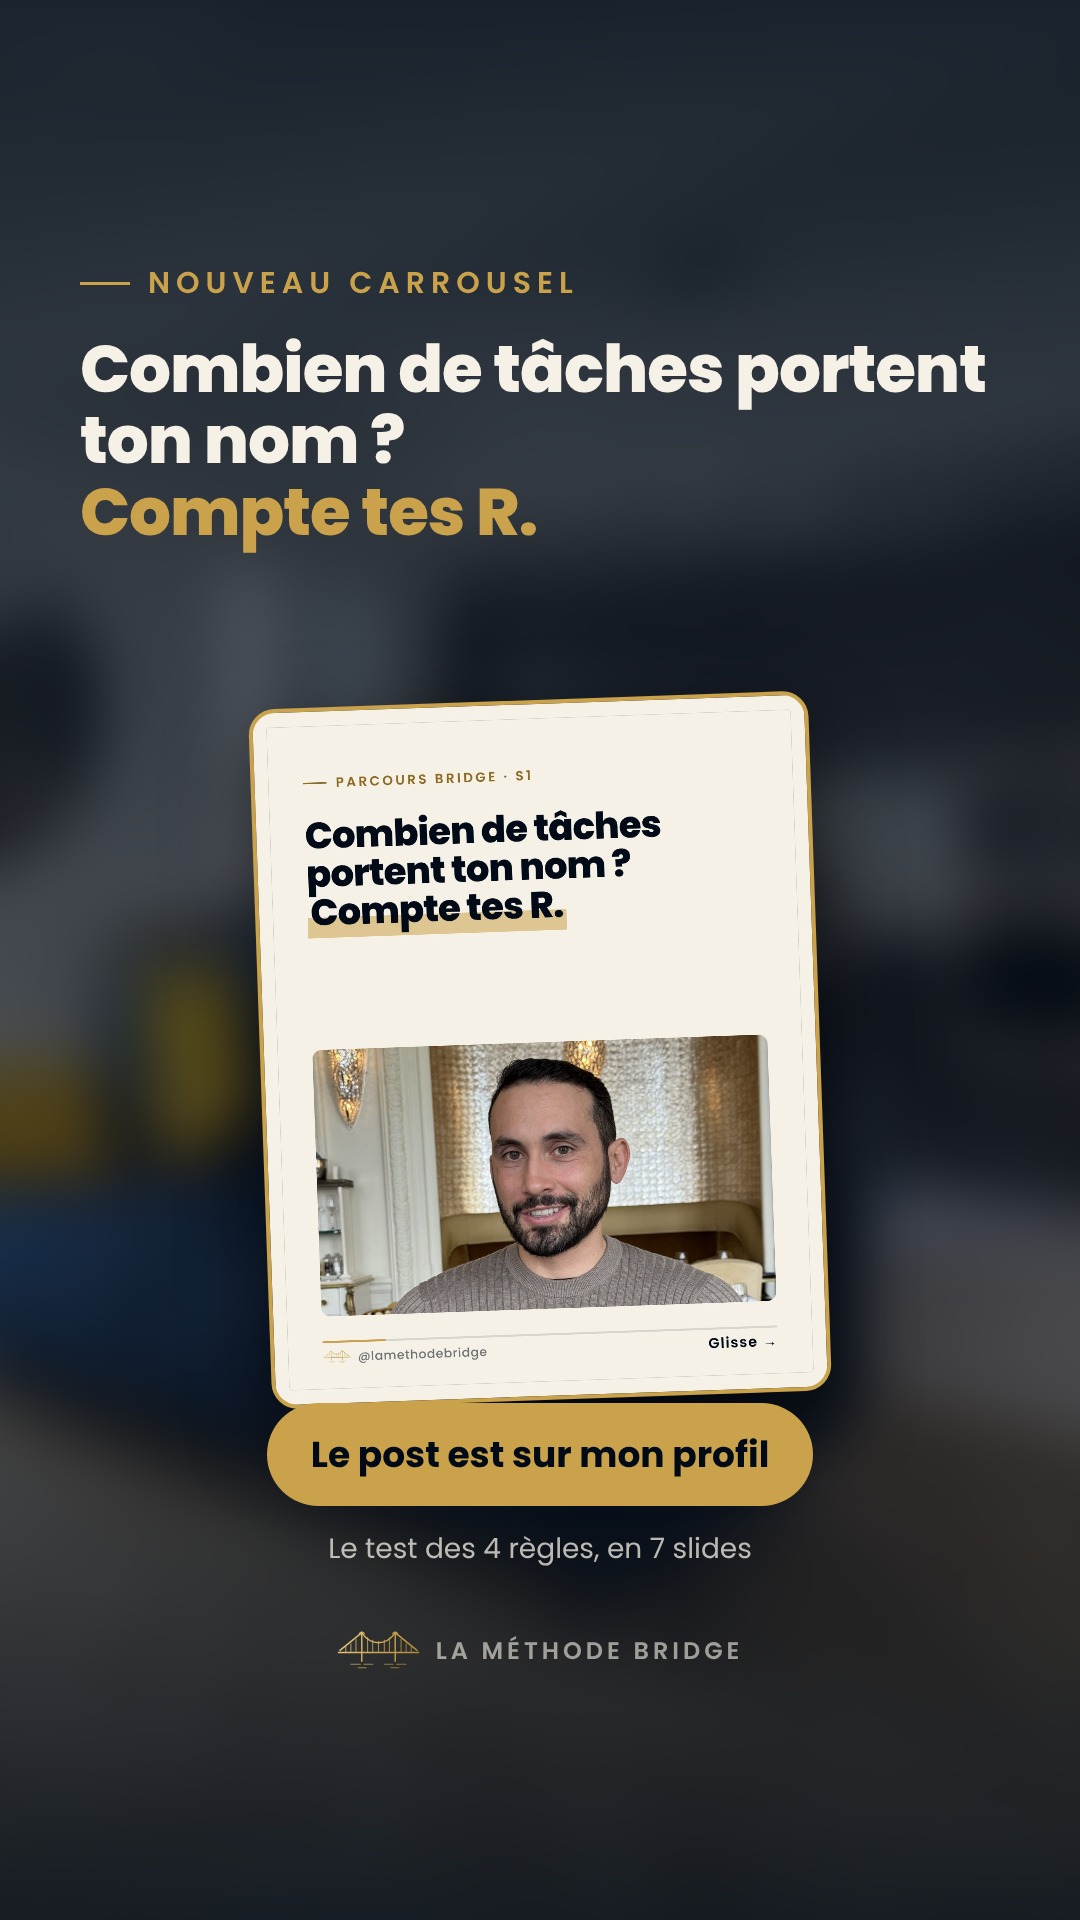 NOUVEAU CARROUSEL
Combien de tâches portent
ton nom ?
Compte tes R.
PARCOURS BRIDGE · S1
Combien de tâches
portent ton nom ?
Compte tes R.
@lamethodebridge
Glisse →
Le post est sur mon profil
Le test des 4 règles, en 7 slides
LA MÉTHODE BRIDGE